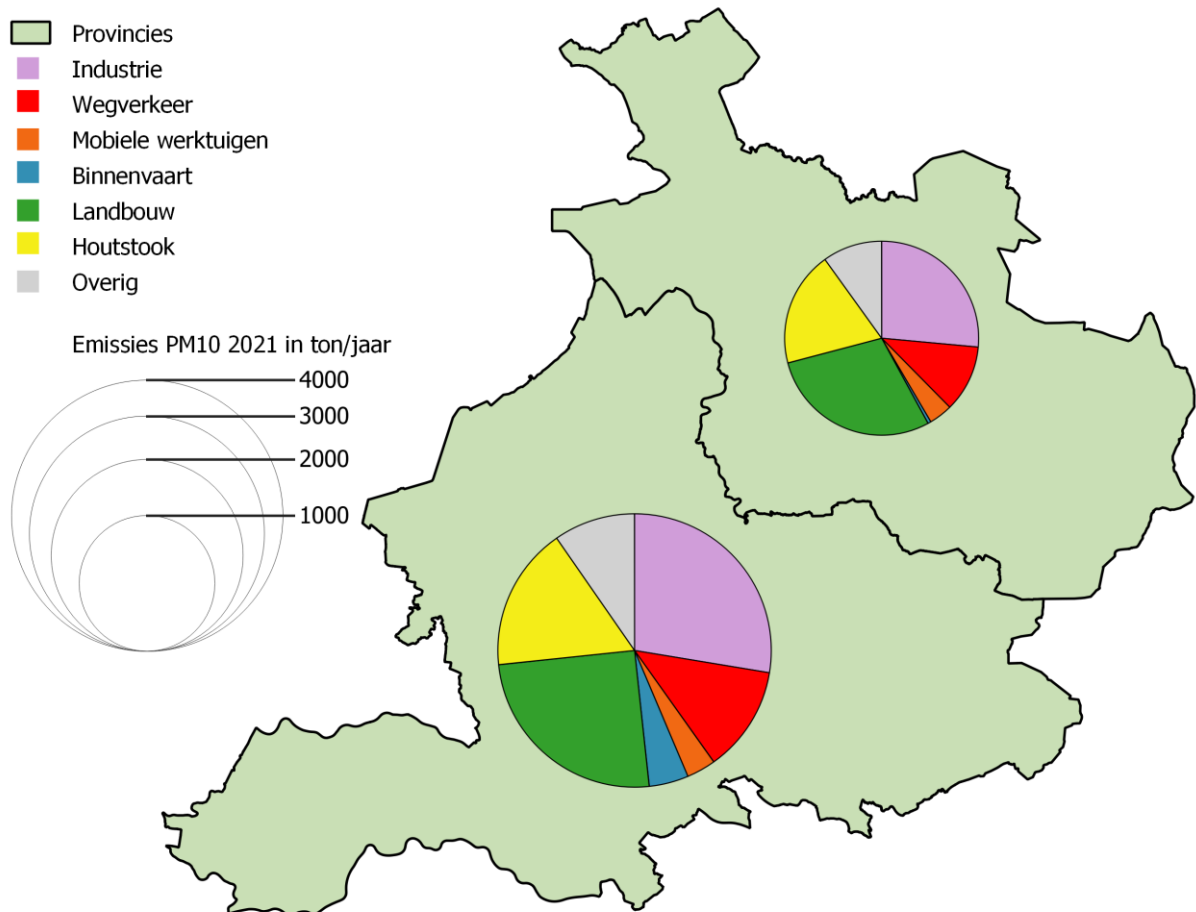 Provincies
Industrie
Wegverkeer
Mobiele werktuigen
Binnenvaart
Landbouw
Houtstook
Overig
Emissies PM10 2021 in ton/jaar
4000
3000
2000
1000